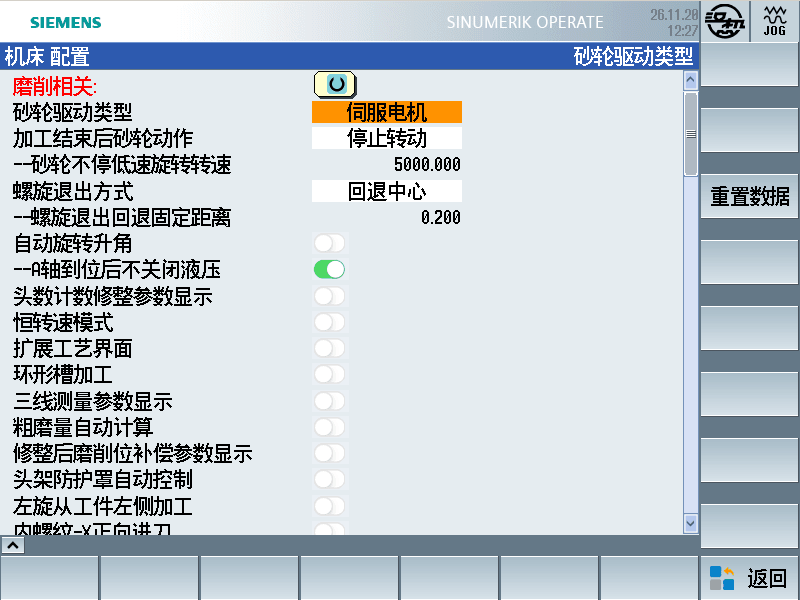 SIEMENS
SINUMERIK OPERATE
26.11.20
12:27
JOG
机床 配置
砂轮驱动类型
磨削相关:
砂轮驱动类型 伺服电机
加工结束后砂轮动作 停止转动
--砂轮不停低速旋转转速 5000.000
螺旋退出方式 回退中心
--螺旋退出回退固定距离 0.200
自动旋转升角
--A轴到位后不关闭液压
头数计数修整参数显示
恒转速模式
扩展工艺界面
环形槽加工
三线测量参数显示
粗磨量自动计算
修整后磨削位补偿参数显示
头架防护罩自动控制
左旋从工件左侧加工
内螺纹-X正向进刀
重置数据
返回